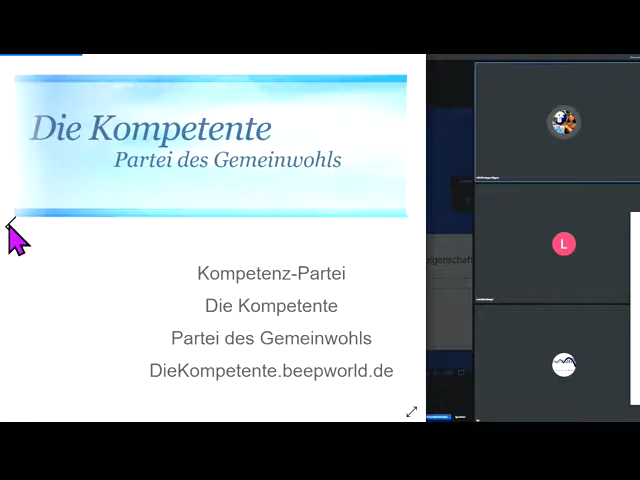 Die Kompetente
Partei des Gemeinwohls
Kompetenz-Partei
Die Kompetente
Partei des Gemeinwohls
DieKompetente.beepworld.de
L